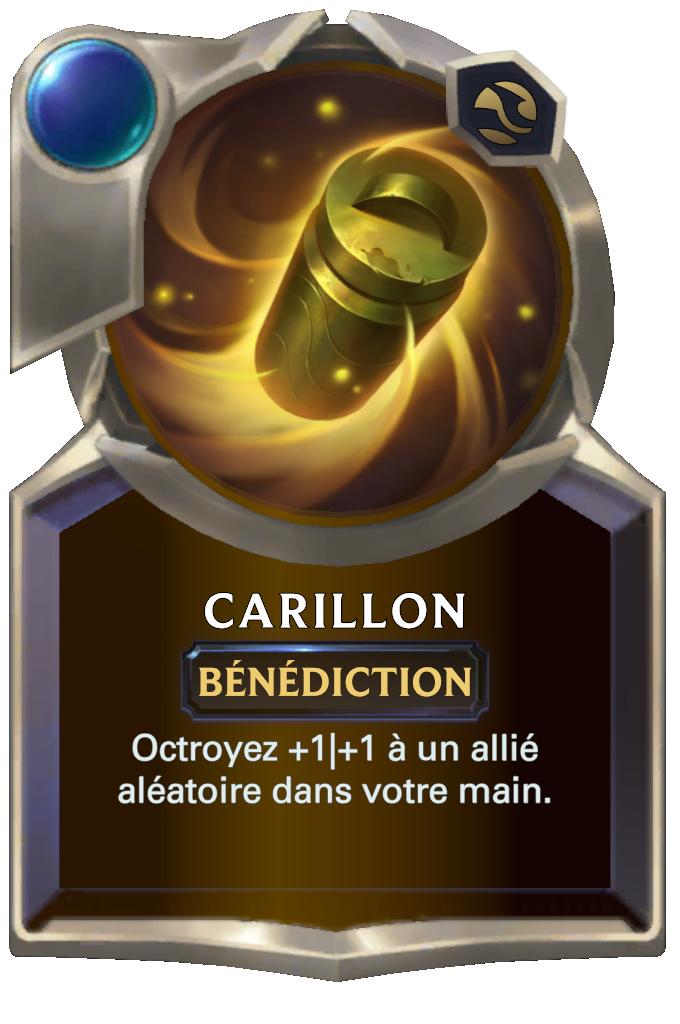 CARILLON
BÉNÉDICTION
Octroyez +1|+1 à un allié
aléatoire dans votre main.